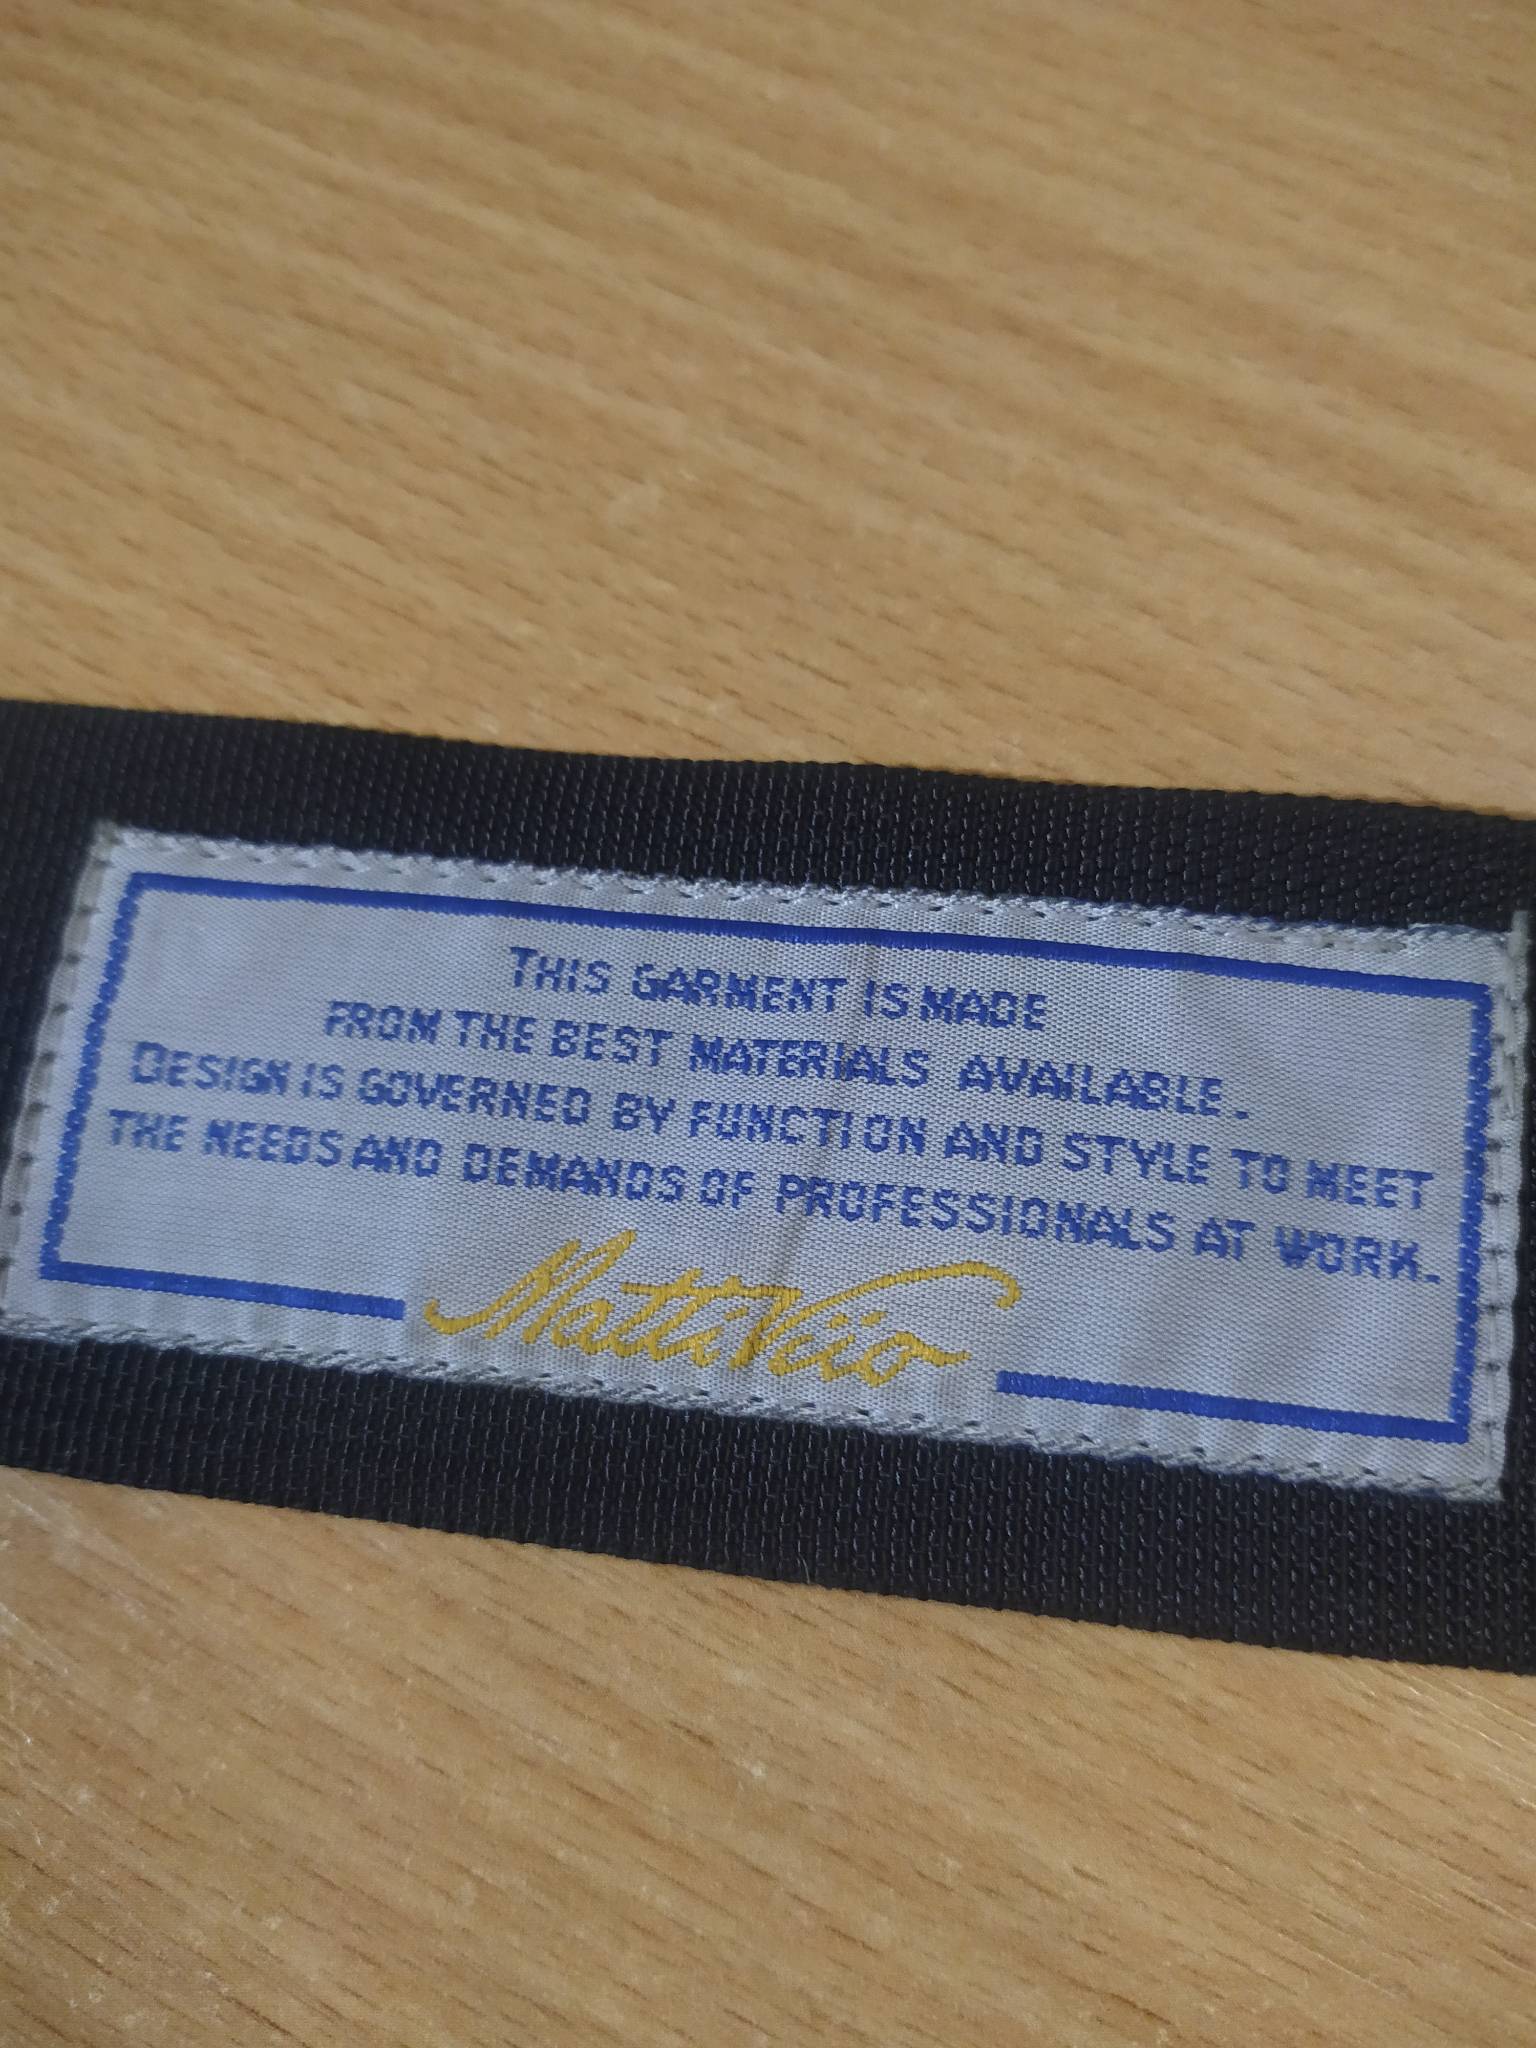 THIS GARMENT IS MADE
FROM THE BEST MATERIALS AVAILABLE.
DESIGN IS GOVERNED BY FUNCTION AND STYLE TO MEET
THE NEEDS AND DEMANDS OF PROFESSIONALS AT WORK.
Matti Viio